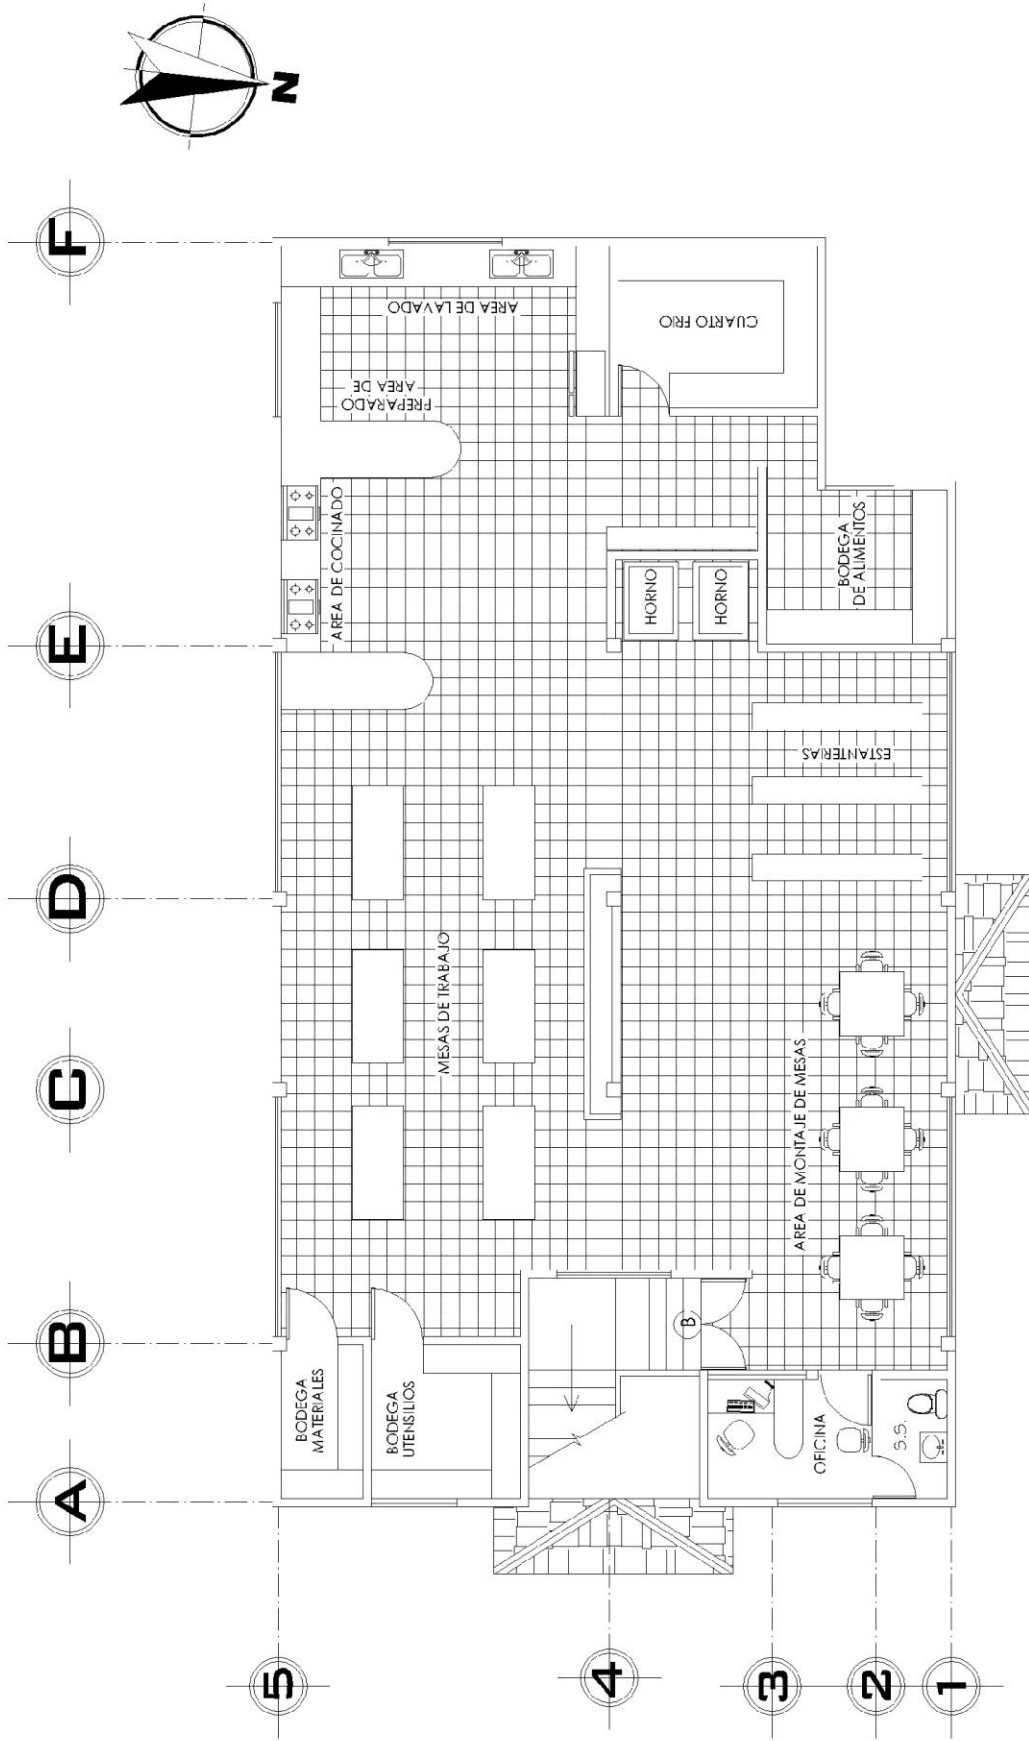 N
A
B
C
D
E
F
5
4
3
2
1
BODEGA
MATERIALES
BODEGA
UTENSILIOS
MESAS DE TRABAJO
AREA DE COCINADO
AREA DE
PREPARADO
AREA DE LAVADO
CUARTO FRIO
HORNO
HORNO
BODEGA
DE ALIMENTOS
ESTANTERIAS
AREA DE MONTAJE DE MESAS
B
OFICINA
S.S.